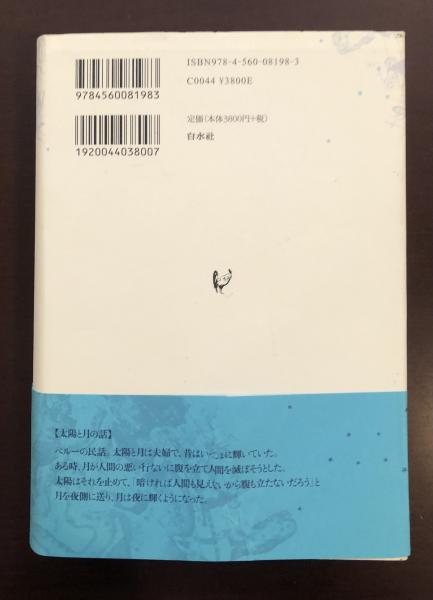 ISBN978-4-560-08198-3
C0044 ¥3800E
9784560081983
定価(本体3800円+税)
白水社
1920044038007
【太陽と月の話】
ペルーの民話。太陽と月は夫婦で、昔はいっしょに輝いていた。
ある時、月が人間の悪い行ないに腹を立て人間を滅ぼそうとした。
太陽はそれを止めて、「暗ければ人間も見えないから腹も立たないだろう」と
月を夜側に送り、月は夜に輝くようになった。